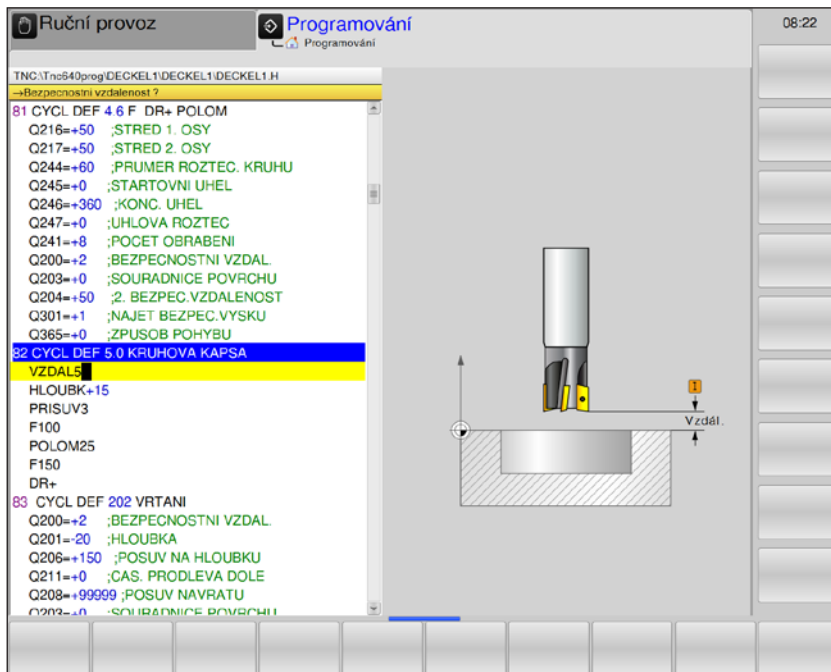 Ruční provoz
Programování
Programování
08:22
TNC:\Tnc640prog\DECKEL1\DECKEL1\DECKEL1.H
→Bezpecnostni vzdalenost ?
81 CYCL DEF 4.6 F DR+ POLOM
Q216=+50 ;STRED 1. OSY
Q217=+50 ;STRED 2. OSY
Q244=+60 ;PRUMER ROZTEC. KRUHU
Q245=+0 ;STARTOVNI UHEL
Q246=+360 ;KONC. UHEL
Q247=+0 ;UHLOVA ROZTEC
Q241=+8 ;POCET OBRABENI
Q200=+2 ;BEZPECNOSTNI VZDAL.
Q203=+0 ;SOURADNICE POVRCHU
Q204=+50 ;2. BEZPEC.VZDALENOST
Q301=+1 ;NAJET BEZPEC.VYSKU
Q365=+0 ;ZPUSOB POHYBU
82 CYCL DEF 5.0 KRUHOVA KAPSA
VZDAL5
HLOUBK+15
PRISUV3
F100
POLOM25
F150
DR+
83 CYCL DEF 202 VRTANI
Q200=+2 ;BEZPECNOSTNI VZDAL.
Q201=-20 ;HLOUBKA
Q206=+150 ;POSUV NA HLOUBKU
Q211=+0 ;CAS. PRODLEVA DOLE
Q208=+99999 ;POSUV NAVRATU
Q203=+0 ;SOURADNICE POVRCHU
Vzdál.